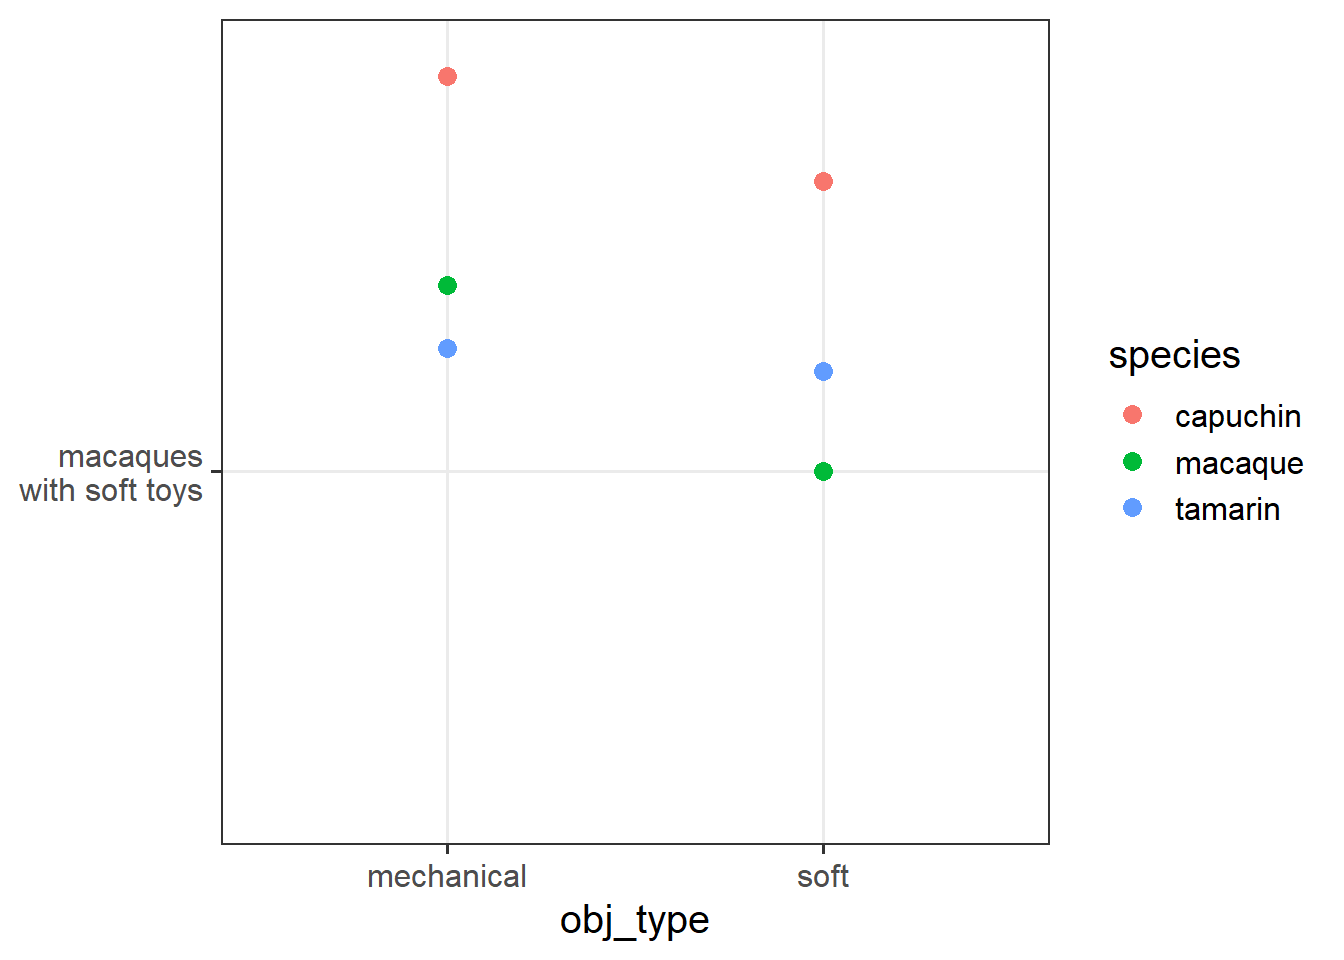 macaques
with soft toys
mechanical
soft
obj_type
species
capuchin
macaque
tamarin